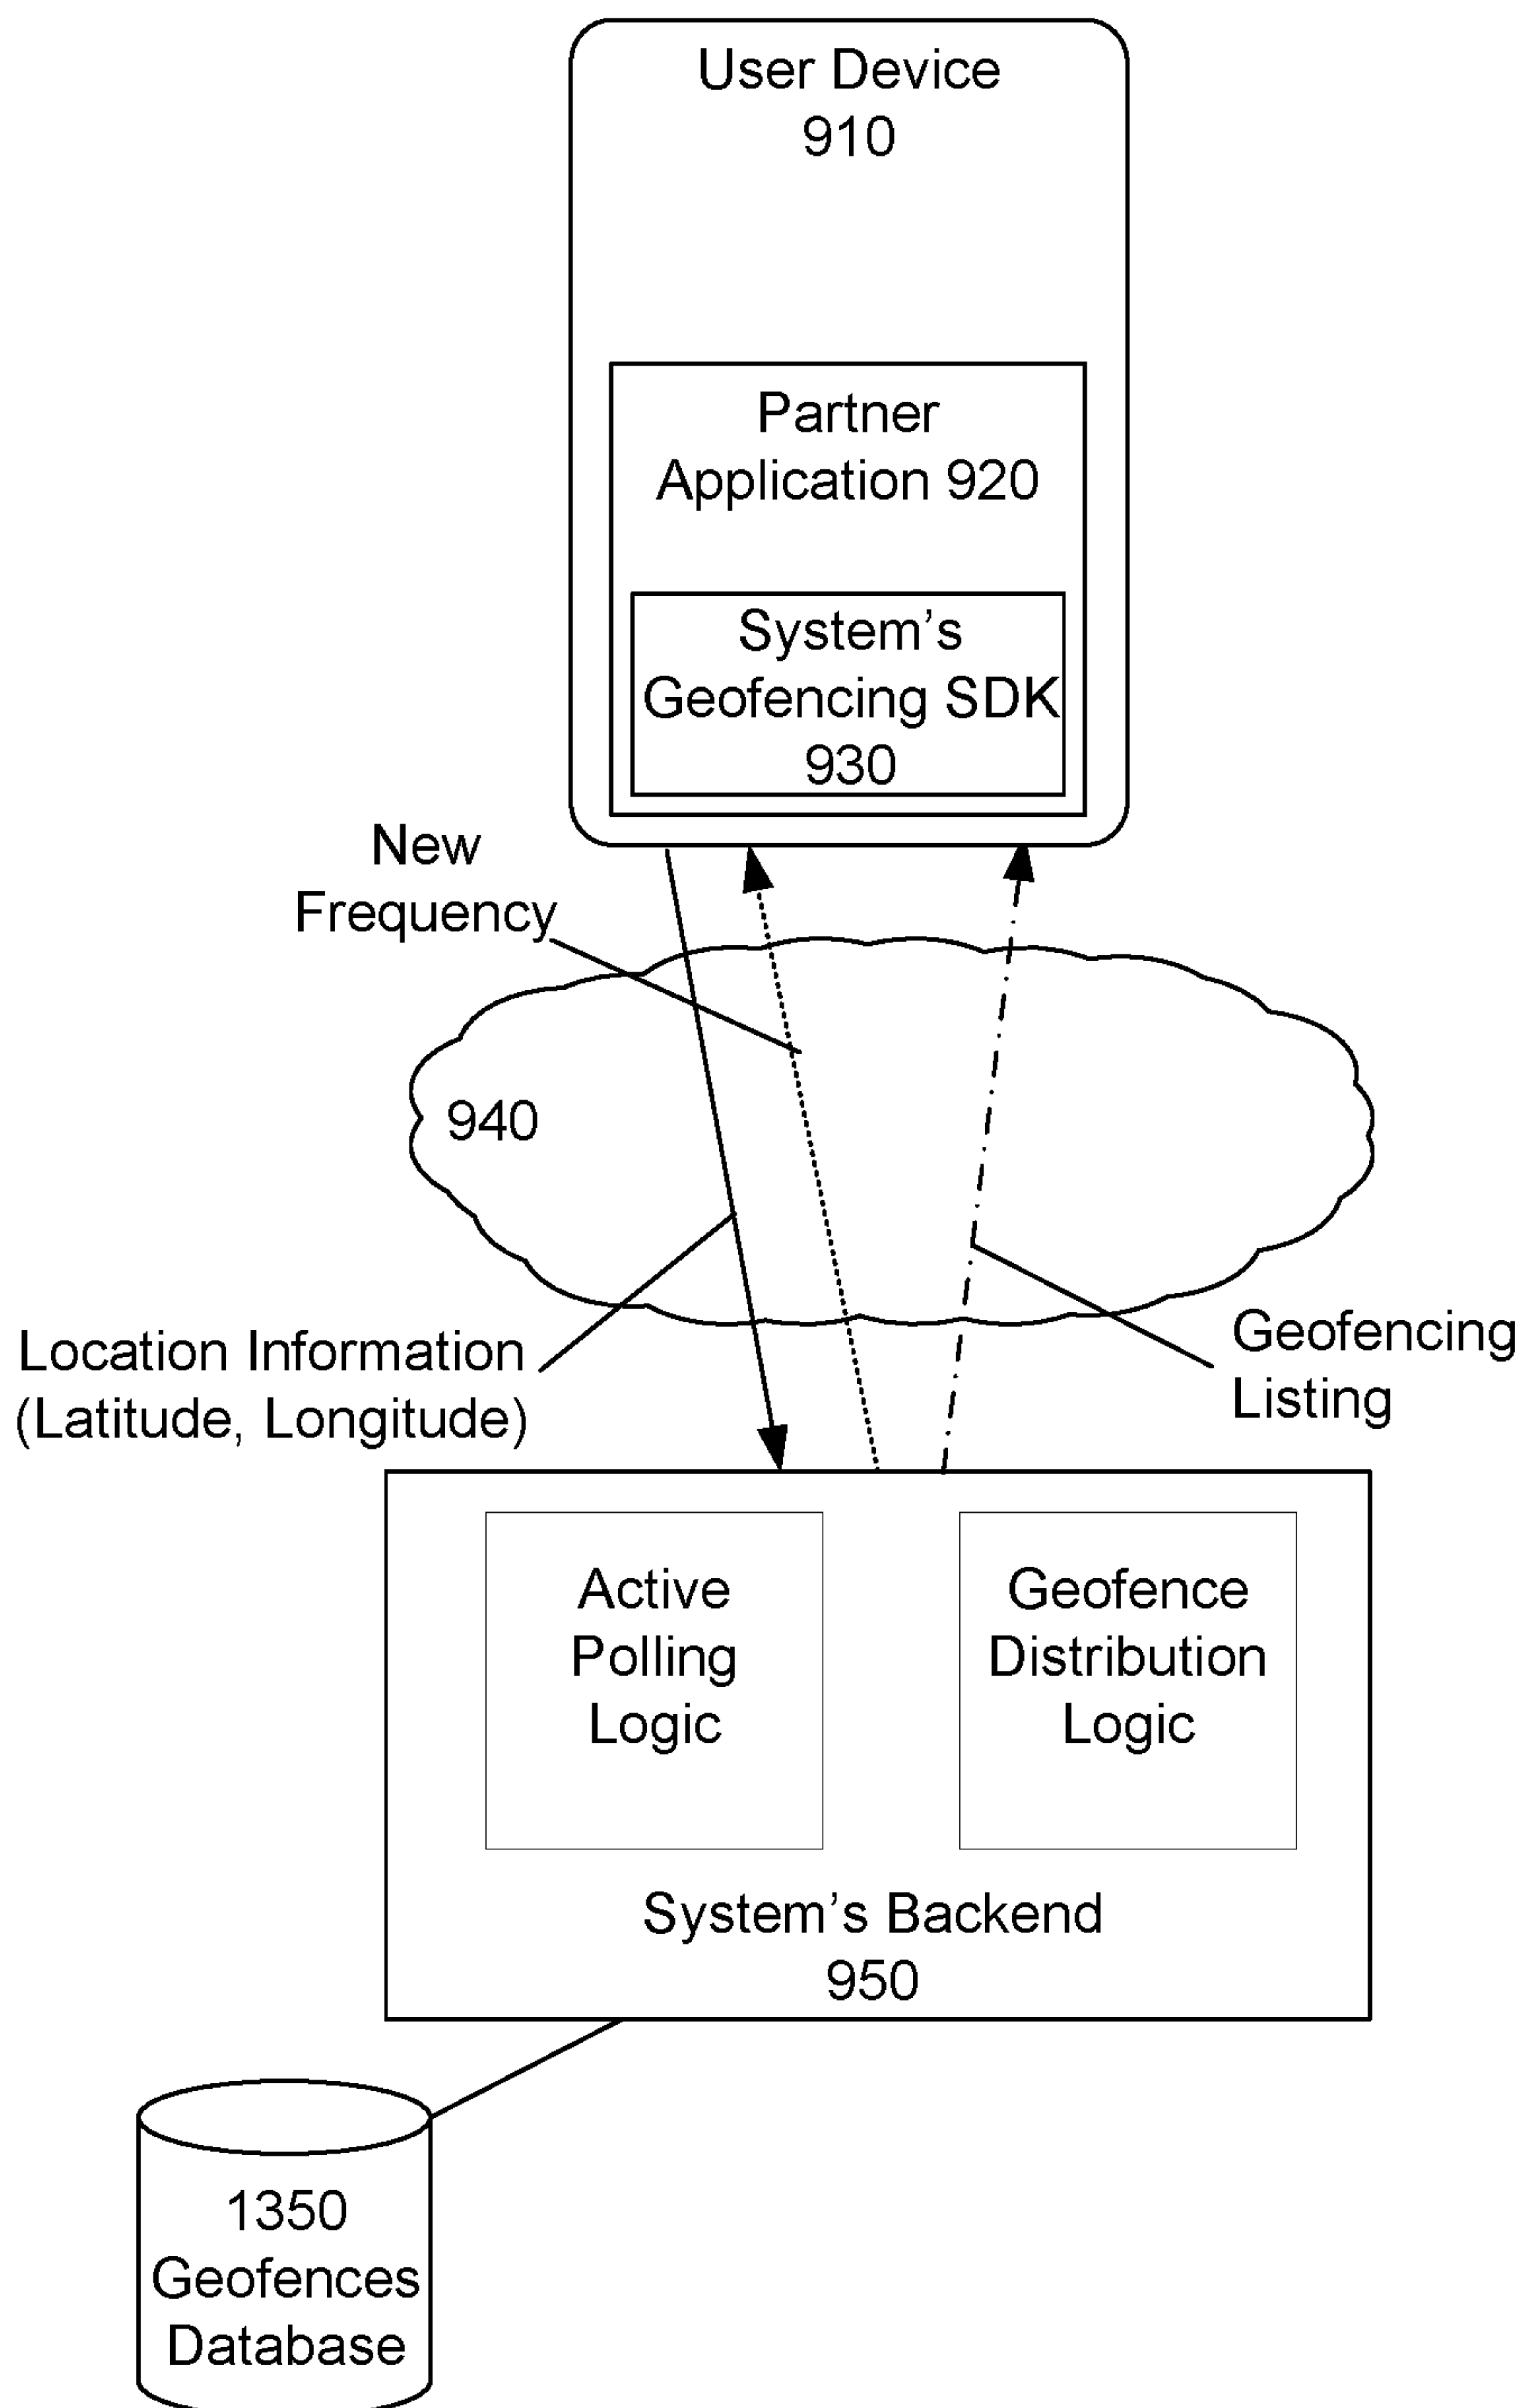 User Device
910
Partner
Application 920
System's
Geofencing SDK
930
New
Frequency
940
Location Information
(Latitude, Longitude)
Geofencing
Listing
Active
Polling
Logic
Geofence
Distribution
Logic
System's Backend
950
1350
Geofences
Database